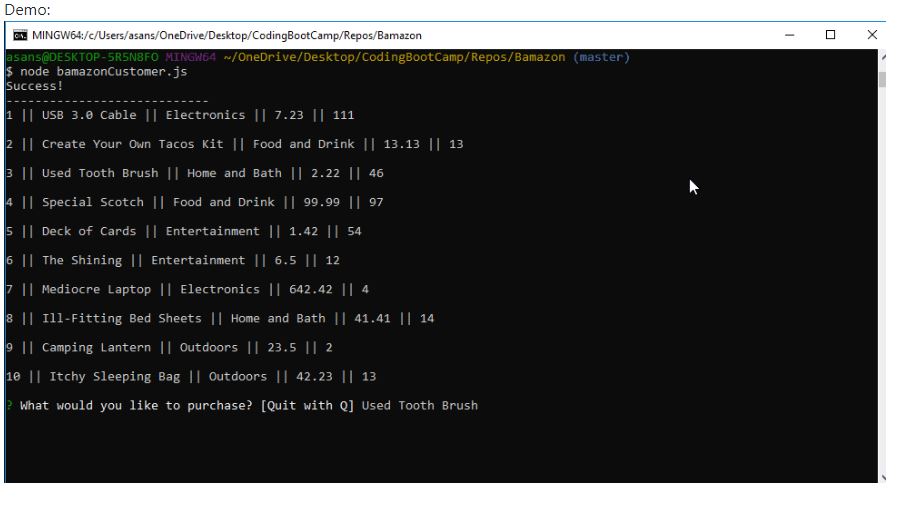 Demo:
MINGW64:/c/Users/asans/OneDrive/Desktop/CodingBootCamp/Repos/Bamazon
asans@DESKTOP-5R5N8FO MINGW64 ~/OneDrive/Desktop/CodingBootCamp/Repos/Bamazon (master)
$ node bamazonCustomer.js
Success!
----------------------------
1 || USB 3.0 Cable || Electronics || 7.23 || 111
2 || Create Your Own Tacos Kit || Food and Drink || 13.13 || 13
3 || Used Tooth Brush || Home and Bath || 2.22 || 46
4 || Special Scotch || Food and Drink || 99.99 || 97
5 || Deck of Cards || Entertainment || 1.42 || 54
6 || The Shining || Entertainment || 6.5 || 12
7 || Mediocre Laptop || Electronics || 642.42 || 4
8 || Ill-Fitting Bed Sheets || Home and Bath || 41.41 || 14
9 || Camping Lantern || Outdoors || 23.5 || 2
10 || Itchy Sleeping Bag || Outdoors || 42.23 || 13
? What would you like to purchase? [Quit with Q] Used Tooth Brush